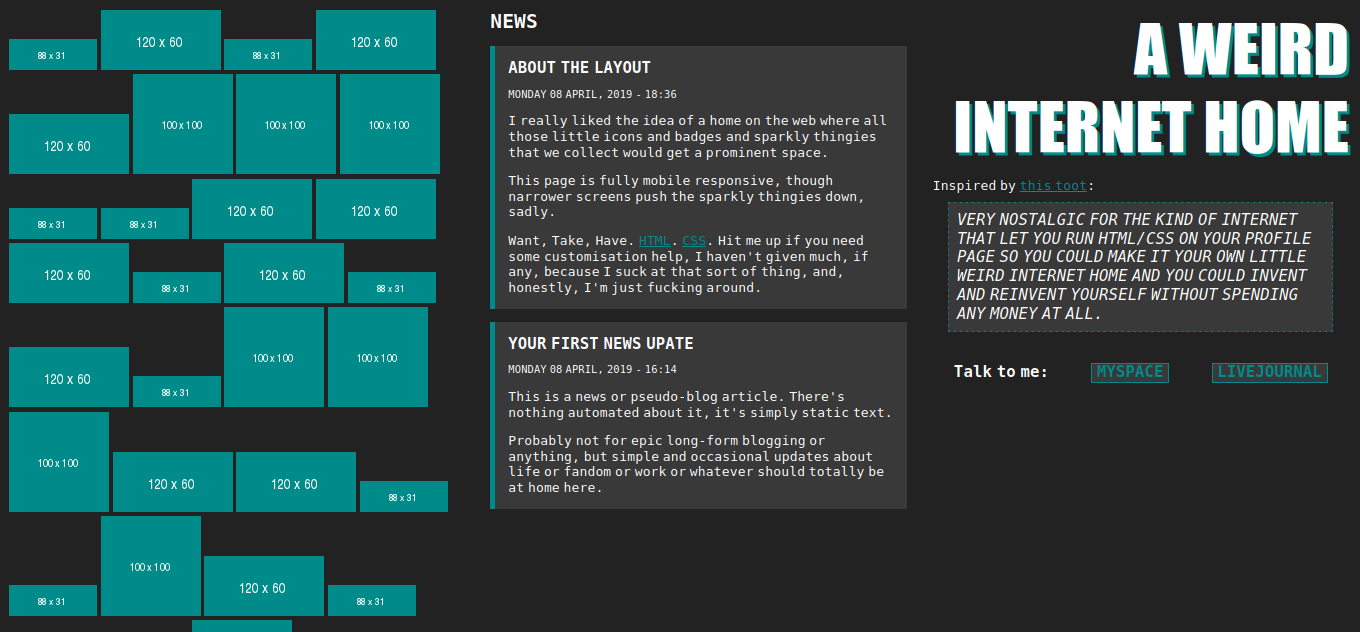 88 x 31
120 x 60
88 x 31
120 x 60
120 x 60
100 x 100
100 x 100
100 x 100
88 x 31
88 x 31
120 x 60
120 x 60
120 x 60
88 x 31
120 x 60
88 x 31
120 x 60
88 x 31
100 x 100
100 x 100
100 x 100
120 x 60
120 x 60
88 x 31
88 x 31
100 x 100
120 x 60
88 x 31
NEWS
ABOUT THE LAYOUT
MONDAY 08 APRIL, 2019 - 18:36
I really liked the idea of a home on the web where all
those little icons and badges and sparkly thingies
that we collect would get a prominent space.
This page is fully mobile responsive, though
narrower screens push the sparkly thingies down,
sadly.
Want, Take, Have. HTML. CSS. Hit me up if you need
some customisation help, I haven't given much, if
any, because I suck at that sort of thing, and,
honestly, I'm just fucking around.
YOUR FIRST NEWS UPATE
MONDAY 08 APRIL, 2019 - 16:14
This is a news or pseudo-blog article. There's
nothing automated about it, it's simply static text.
Probably not for epic long-form blogging or
anything, but simple and occasional updates about
life or fandom or work or whatever should totally be
at home here.
A WEIRD
INTERNET HOME
Inspired by this toot:
VERY NOSTALGIC FOR THE KIND OF INTERNET
THAT LET YOU RUN HTML/CSS ON YOUR PROFILE
PAGE SO YOU COULD MAKE IT YOUR OWN LITTLE
WEIRD INTERNET HOME AND YOU COULD INVENT
AND REINVENT YOURSELF WITHOUT SPENDING
ANY MONEY AT ALL.
Talk to me: MYSPACE LIVEJOURNAL